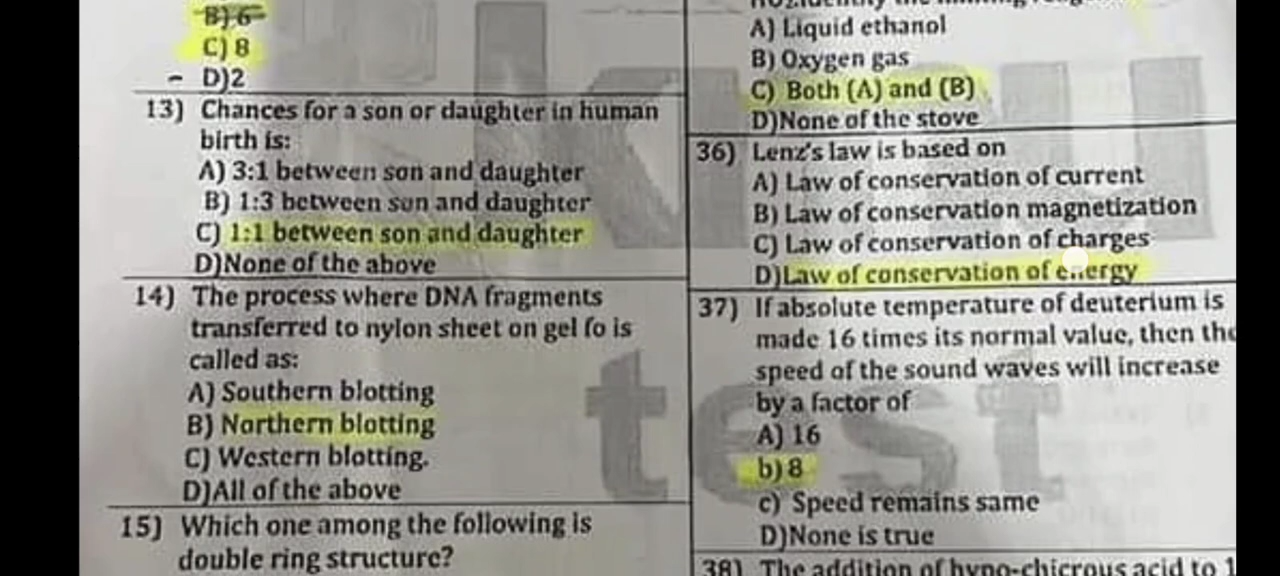 B) 6
C) 8
D)2
13) Chances for a son or daughter in human
birth is:
A) 3:1 between son and daughter
B) 1:3 between son and daughter
C) 1:1 between son and daughter
D)None of the above
14) The process where DNA fragments
transferred to nylon sheet on gel fo is
called as:
A) Southern blotting
B) Northern blotting
C) Western blotting.
D)All of the above
15) Which one among the following is
double ring structure?
A) Liquid ethanol
B) Oxygen gas
C) Both (A) and (B)
D)None of the stove
36) Lenz's law is based on
A) Law of conservation of current
B) Law of conservation magnetization
C) Law of conservation of charges
D)Law of conservation of energy
37) If absolute temperature of deuterium is
made 16 times its normal value, then the
speed of the sound waves will increase
by a factor of
A) 16
b) 8
c) Speed remains same
D)None is true
38) The addition of hypo-chicrous acid to 1
test